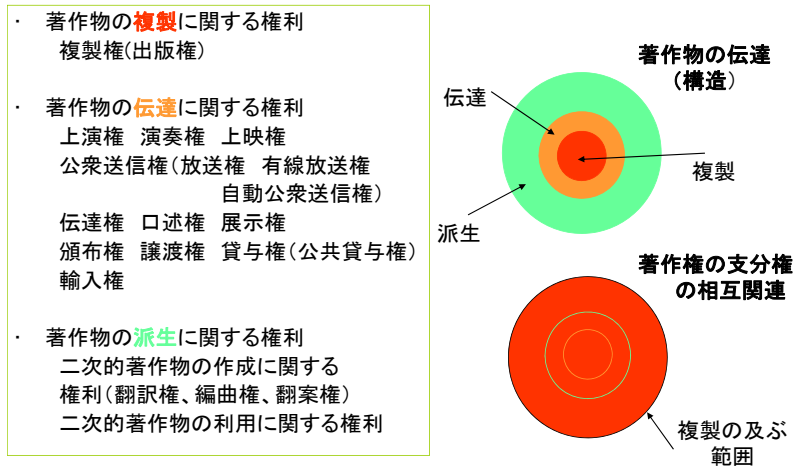 ・ 著作物の複製に関する権利
複製権(出版権)
・ 著作物の伝達に関する権利
上演権 演奏権 上映権
公衆送信権(放送権 有線放送権
自動公衆送信権)
伝達権 口述権 展示権
頒布権 譲渡権 貸与権(公共貸与権)
輸入権
・ 著作物の派生に関する権利
二次的著作物の作成に関する
権利(翻訳権、編曲権、翻案権)
二次的著作物の利用に関する権利
著作物の伝達
(構造)
伝達
複製
派生
著作権の支分権
の相互関連
複製の及ぶ
範囲